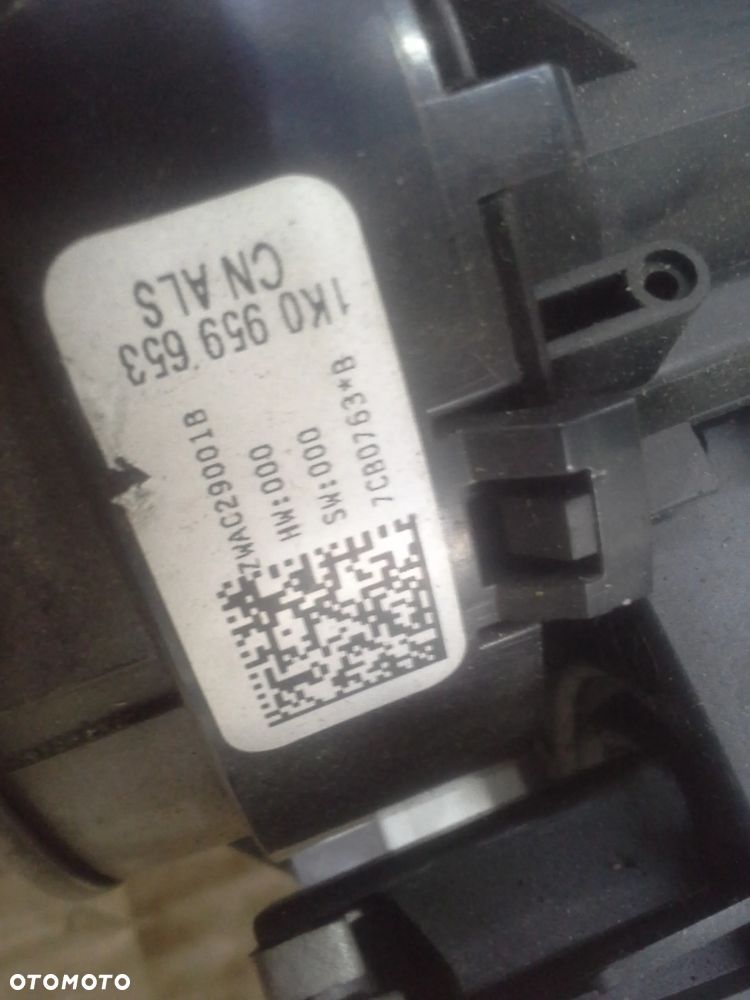 1K0 959 653
CN ALS
ZWAC29001B
HW:000
SW:000
7CB0763*B
OTOMOTO